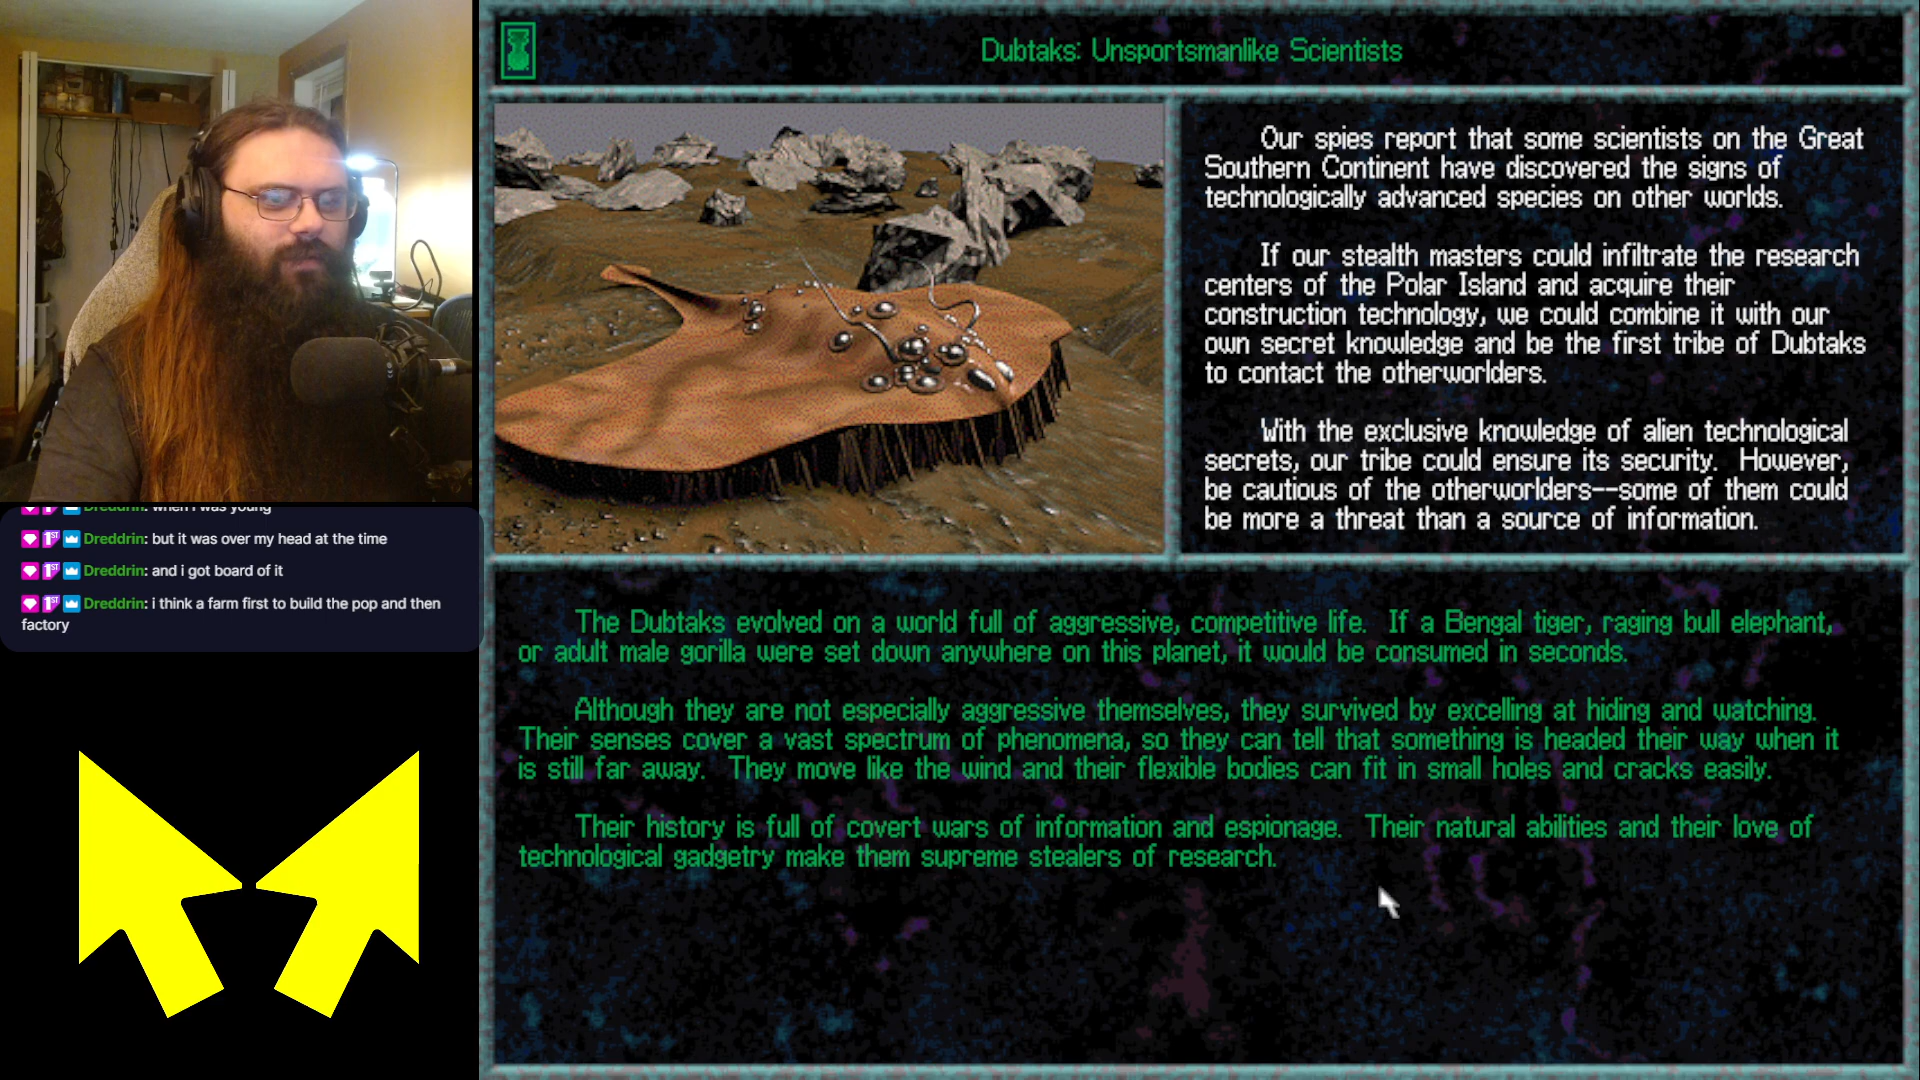 Dubtaks: Unsportsmanlike Scientists
Our spies report that some scientists on the Great
Southern Continent have discovered the signs of
technologically advanced species on other worlds.
If our stealth masters could infiltrate the research
centers of the Polar Island and acquire their
construction technology, we could combine it with our
own secret knowledge and be the first tribe of Dubtaks
to contact the otherworlders.
With the exclusive knowledge of alien technological
secrets, our tribe could ensure its security. However,
be cautious of the otherworlders--some of them could
be more a threat than a source of information.
The Dubtaks evolved on a world full of aggressive, competitive life. If a Bengal tiger, raging bull elephant,
or adult male gorilla were set down anywhere on this planet, it would be consumed in seconds.
Although they are not especially aggressive themselves, they survived by excelling at hiding and watching.
Their senses cover a vast spectrum of phenomena, so they can tell that something is headed their way when it
is still far away. They move like the wind and their flexible bodies can fit in small holes and cracks easily.
Their history is full of covert wars of information and espionage. Their natural abilities and their love of
technological gadgetry make them supreme stealers of research.
Dreddrin: when i was young
1ST Dreddrin: but it was over my head at the time
1ST Dreddrin: and i got board of it
1ST Dreddrin: i think a farm first to build the pop and then
factory